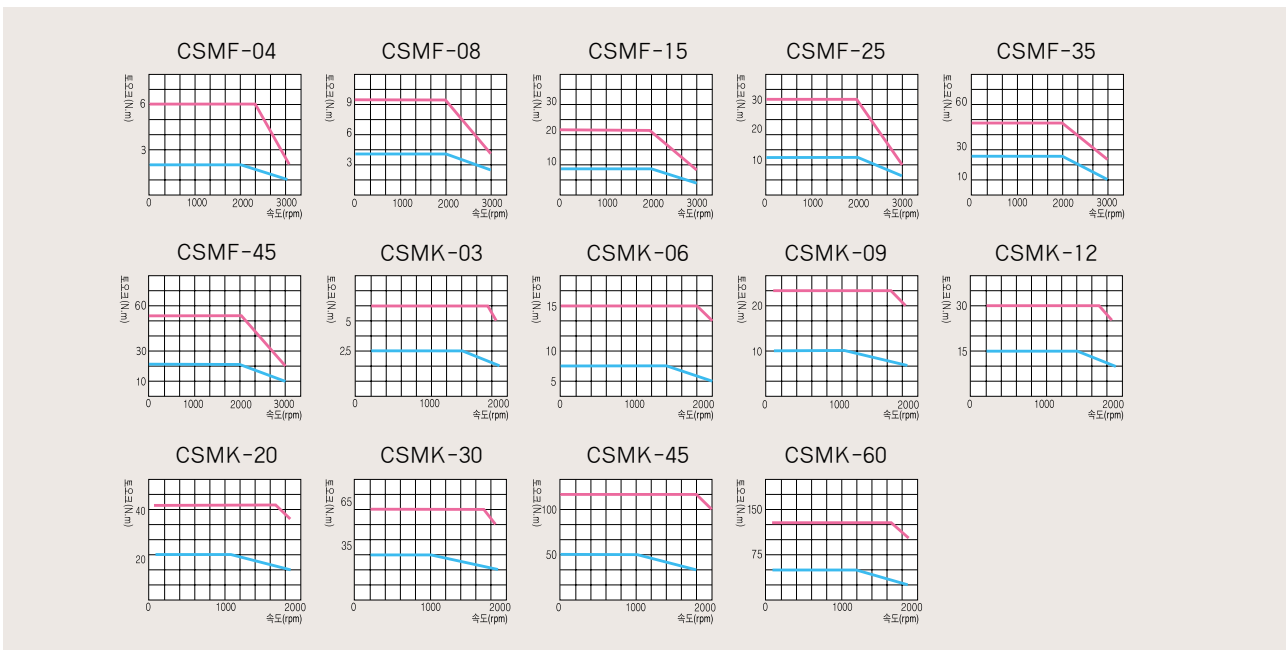 CSMF-04 CSMF-08 CSMF-15 CSMF-25 CSMF-35
토오크(N.m) 6 3 0 1000 2000 3000 속도(rpm)
토오크(N.m) 9 6 3 0 1000 2000 3000 속도(rpm)
토오크(N.m) 30 20 10 0 1000 2000 3000 속도(rpm)
토오크(N.m) 30 20 10 0 1000 2000 3000 속도(rpm)
토오크(N.m) 60 30 10 0 1000 2000 3000 속도(rpm)
CSMF-45 CSMK-03 CSMK-06 CSMK-09 CSMK-12
토오크(N.m) 60 30 10 0 1000 2000 3000 속도(rpm)
토오크(N.m) 5 2.5 0 1000 2000 속도(rpm)
토오크(N.m) 15 10 5 0 1000 2000 속도(rpm)
토오크(N.m) 20 10 0 1000 2000 속도(rpm)
토오크(N.m) 30 15 0 1000 2000 속도(rpm)
CSMK-20 CSMK-30 CSMK-45 CSMK-60
토오크(N.m) 40 20 0 1000 2000 속도(rpm)
토오크(N.m) 65 35 0 1000 2000 속도(rpm)
토오크(N.m) 100 50 0 1000 2000 속도(rpm)
토오크(N.m) 150 75 0 1000 2000 속도(rpm)